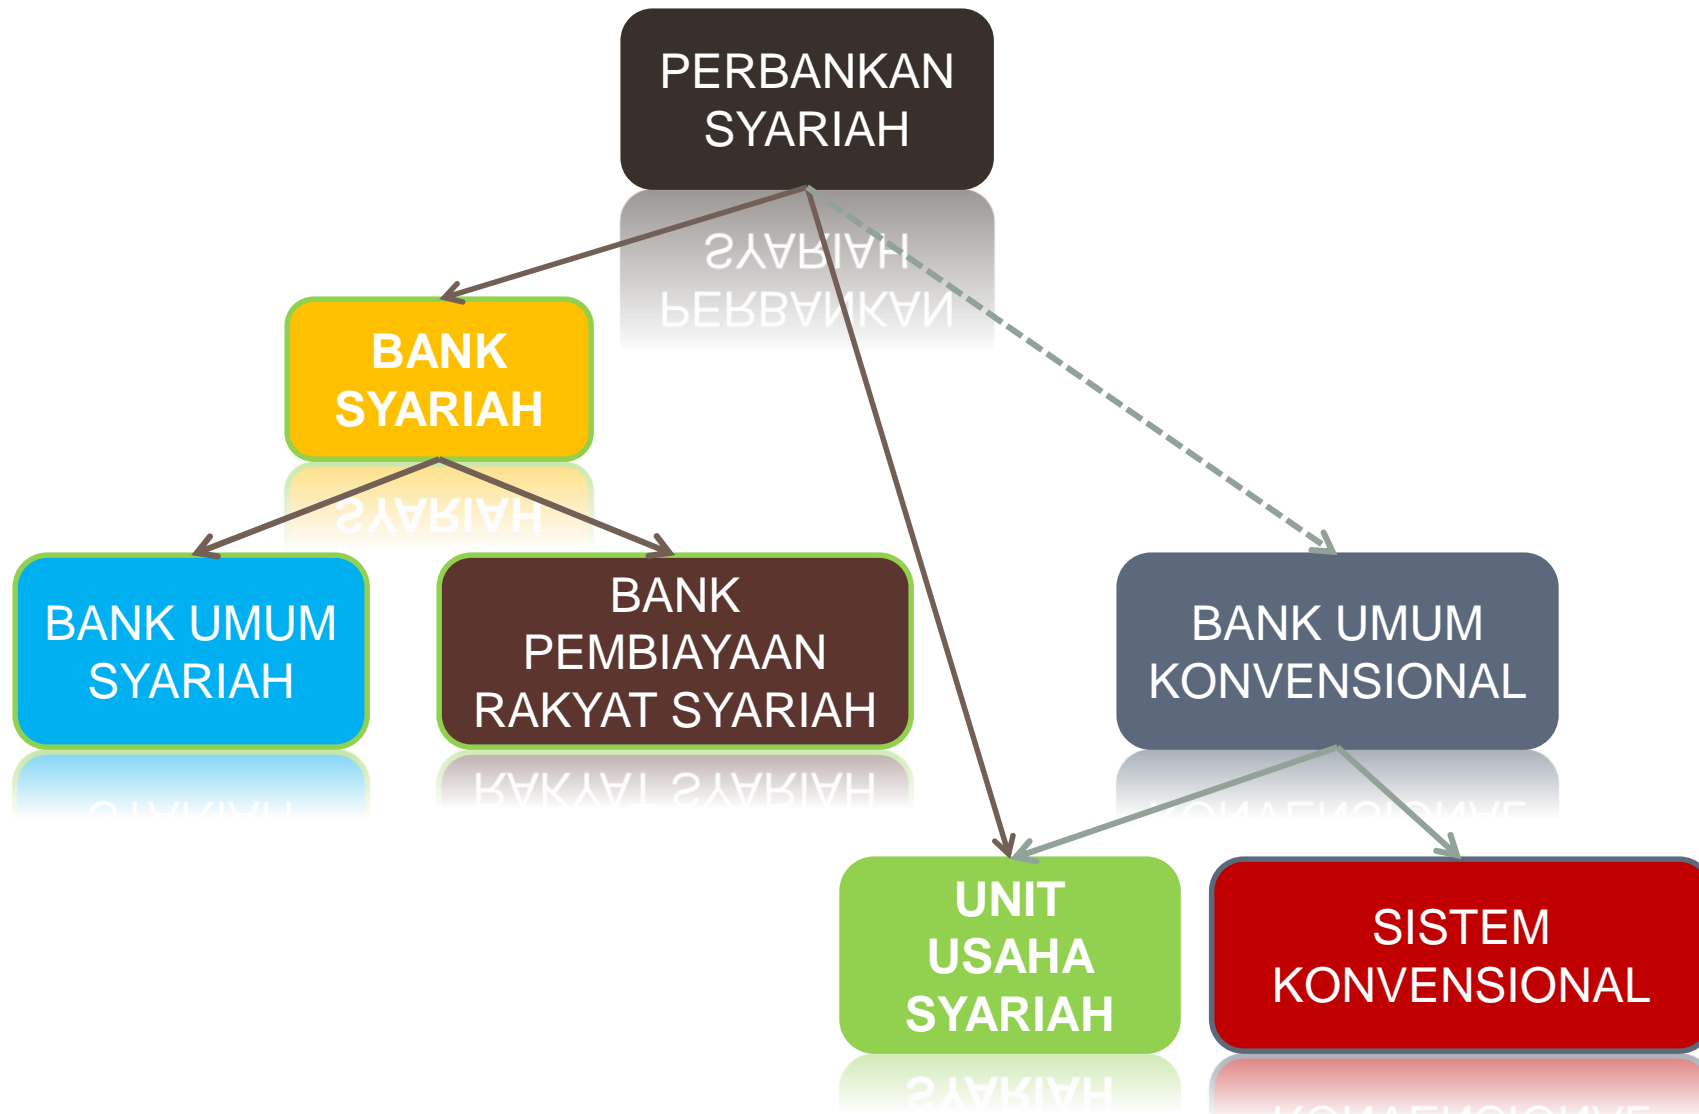 PERBANKAN
SYARIAH
BANK
SYARIAH
BANK UMUM
SYARIAH
BANK
PEMBIAYAAN
RAKYAT SYARIAH
BANK UMUM
KONVENSIONAL
UNIT
USAHA
SYARIAH
SISTEM
KONVENSIONAL